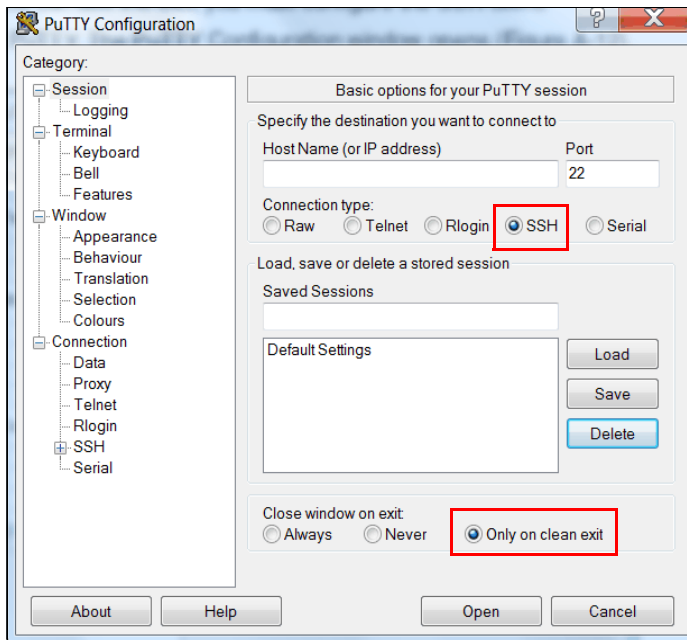 PuTTY Configuration
Category:
Session
Logging
Terminal
Keyboard
Bell
Features
Window
Appearance
Behaviour
Translation
Selection
Colours
Connection
Data
Proxy
Telnet
Rlogin
SSH
Serial
Basic options for your PuTTY session
Specify the destination you want to connect to
Host Name (or IP address) Port
22
Connection type:
Raw Telnet Rlogin SSH Serial
Load, save or delete a stored session
Saved Sessions
Default Settings
Load
Save
Delete
Close window on exit:
Always Never Only on clean exit
About Help Open Cancel